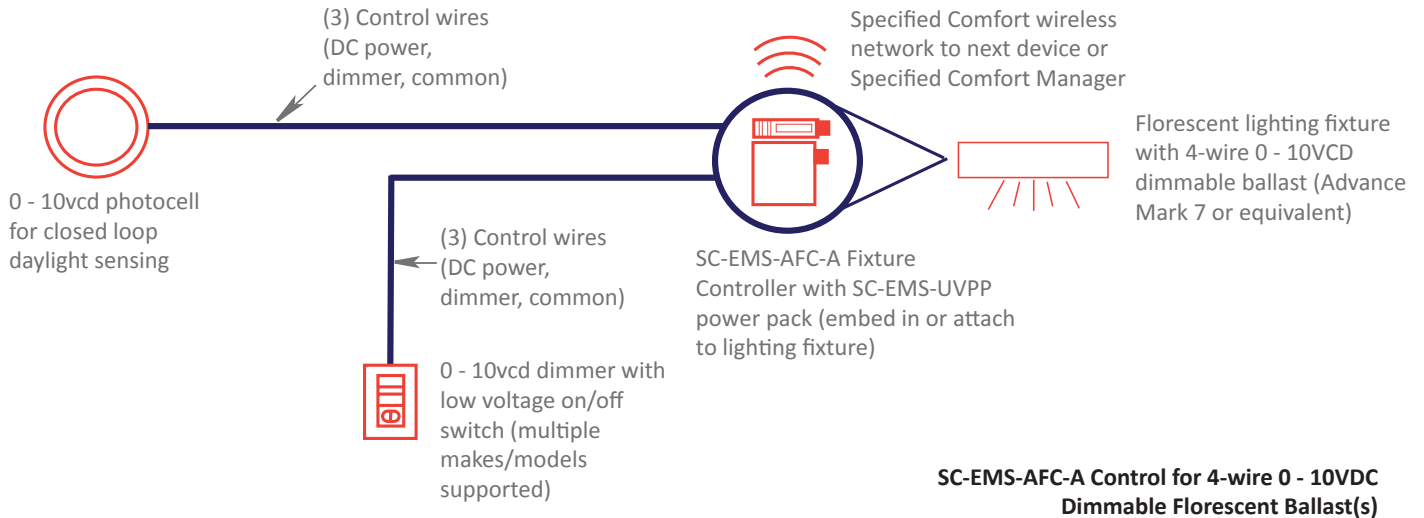 (3) Control wires
(DC power,
dimmer, common)
Specified Comfort wireless
network to next device or
Specified Comfort Manager
Florescent lighting fixture
with 4-wire 0 - 10VCD
dimmable ballast (Advance
Mark 7 or equivalent)
0 - 10vcd photocell
for closed loop
daylight sensing
(3) Control wires
(DC power,
dimmer, common)
SC-EMS-AFC-A Fixture
Controller with SC-EMS-UVPP
power pack (embed in or attach
to lighting fixture)
0 - 10vcd dimmer with
low voltage on/off
switch (multiple
makes/models
supported)
SC-EMS-AFC-A Control for 4-wire 0 - 10VDC
Dimmable Florescent Ballast(s)